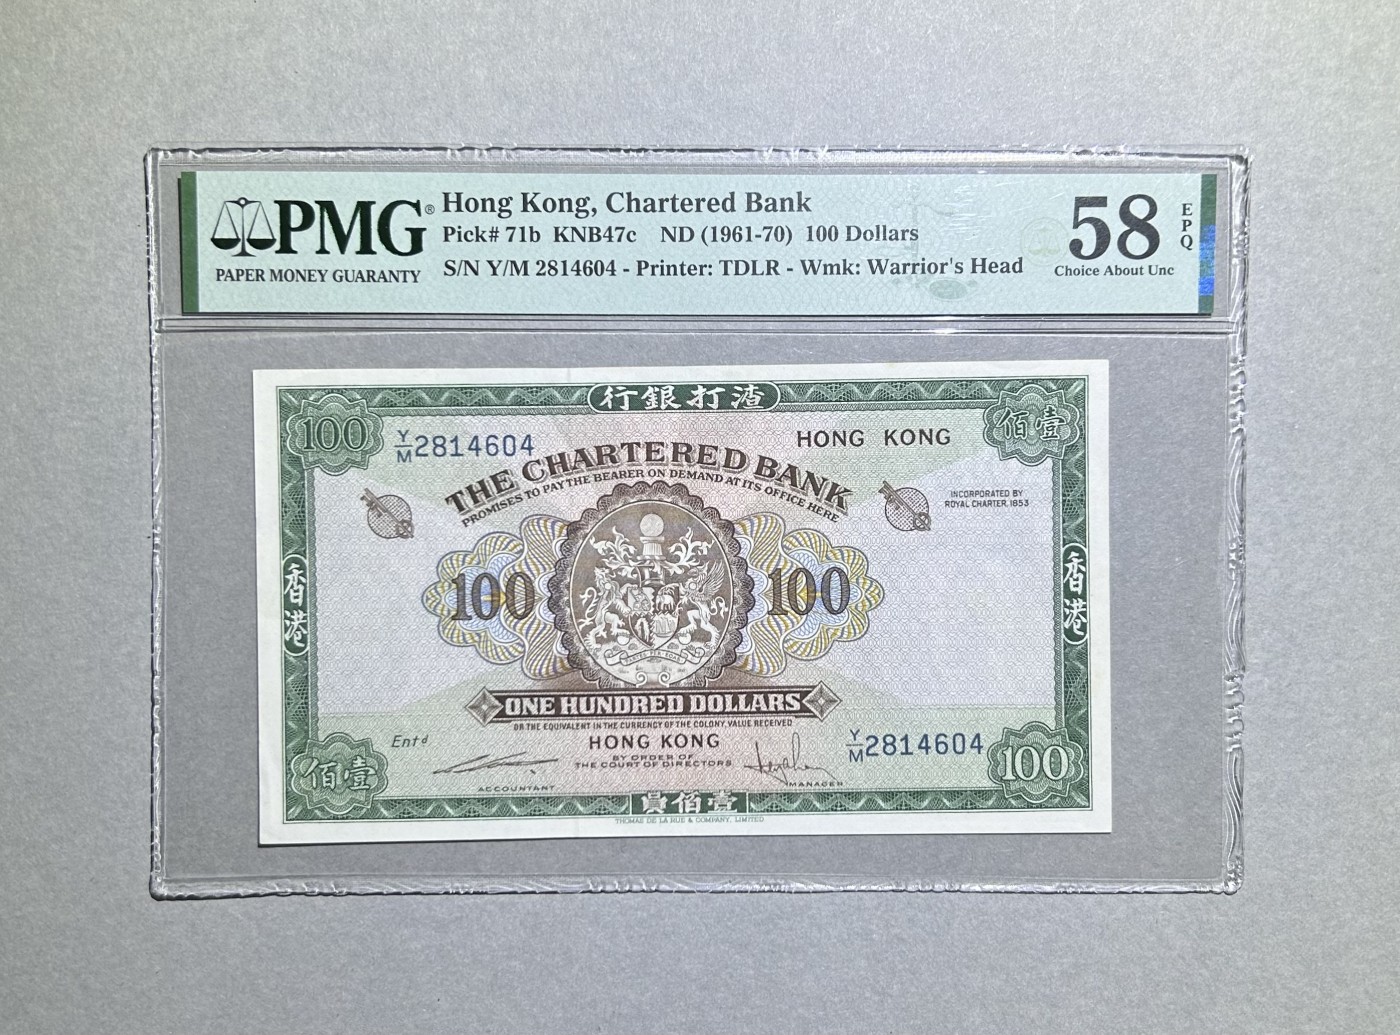 PMG®
PAPER MONEY GUARANTY
Hong Kong, Chartered Bank
Pick# 71b KNB47c ND (1961-70) 100 Dollars
S/N Y/M 2814604 - Printer: TDLR - Wmk: Warrior's Head
58
Choice About Unc
EPQ
行銀打渣
100
Y/M 2814604
HONG KONG
佰壹
THE CHARTERED BANK
PROMISES TO PAY THE BEARER ON DEMAND AT ITS OFFICE HERE
INCORPORATED BY
ROYAL CHARTER, 1853
香港
100
100
香港
ONE HUNDRED DOLLARS
OR THE EQUIVALENT IN THE CURRENCY OF THE COLONY, VALUE RECEIVED
Entd
HONG KONG
Y/M 2814604
BY ORDER OF
THE COURT OF DIRECTORS
佰壹
100
ACCOUNTANT
MANAGER
員佰壹
THOMAS DE LA RUE & COMPANY, LIMITED